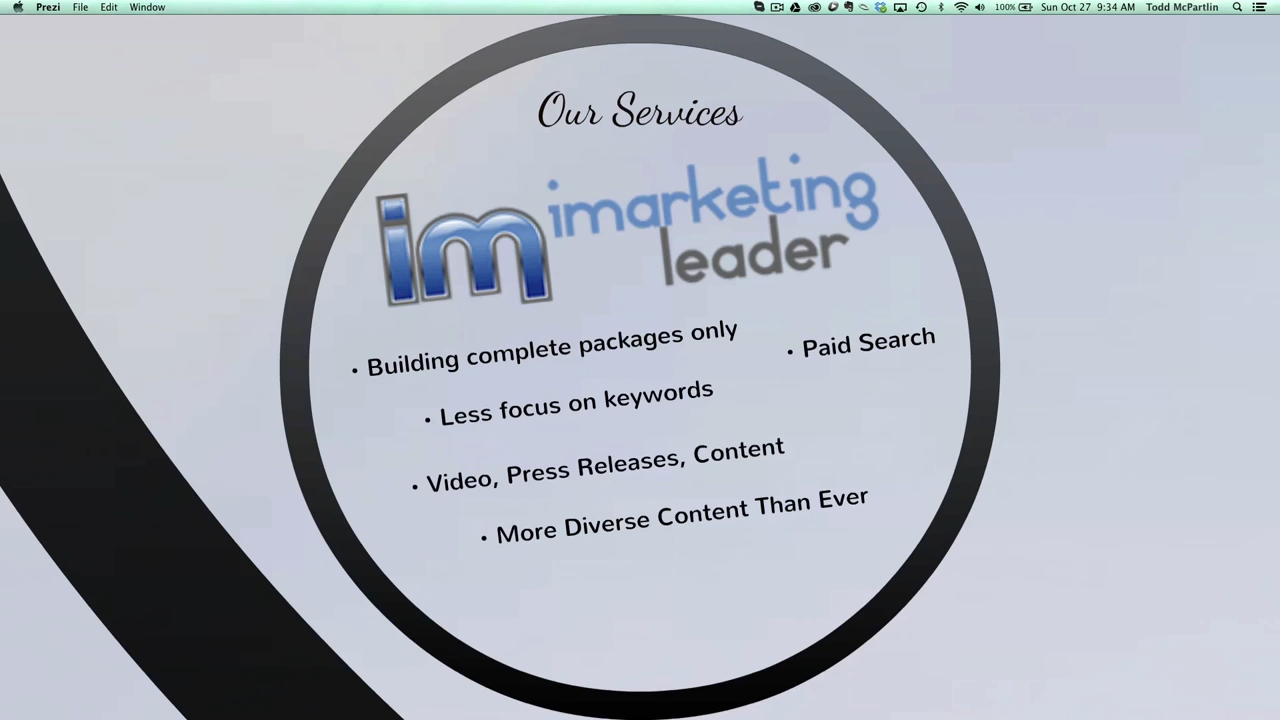 Prezi File Edit Window 100% Sun Oct 27 9:34 AM Todd McPartlin
Our Services
im imarketing
leader
• Building complete packages only
• Paid Search
• Less focus on keywords
• Video, Press Releases, Content
• More Diverse Content Than Ever